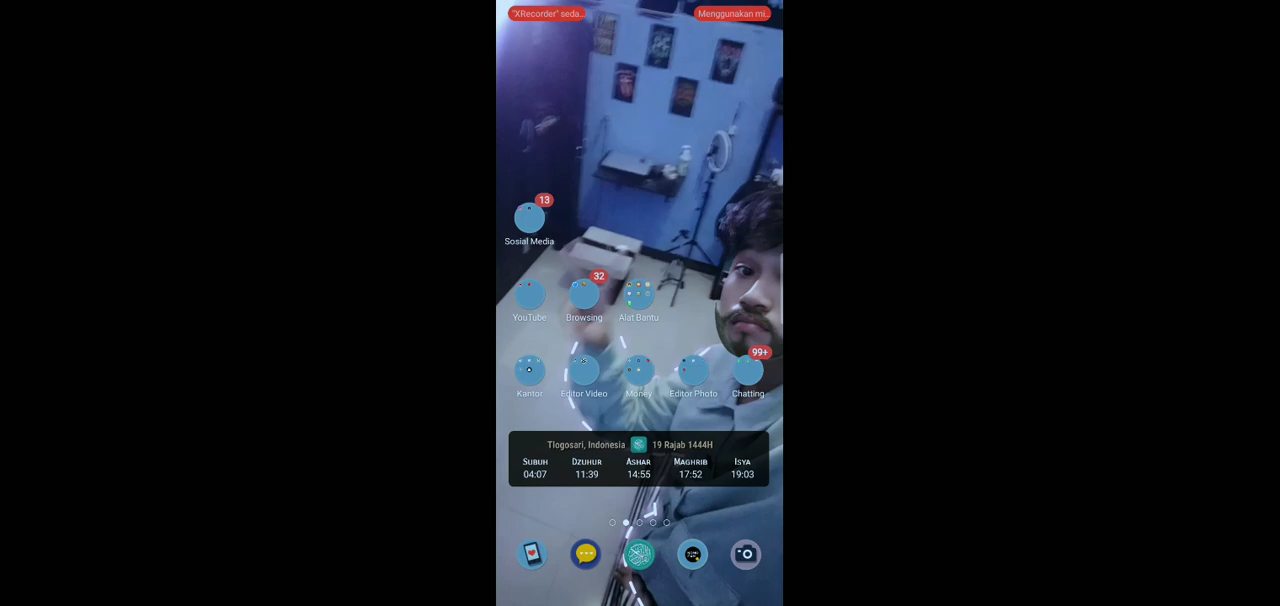 "XRecorder" seda... Menggunakan mi...
13
Sosial Media
32
YouTube Browsing Alat Bantu
99+
Kantor Editor Video Money Editor Photo Chatting
Tlogosari, Indonesia 19 Rajab 1444H
SUBUH DZUHUR ASHAR MAGHRIB ISYA
04:07 11:39 14:55 17:52 19:03